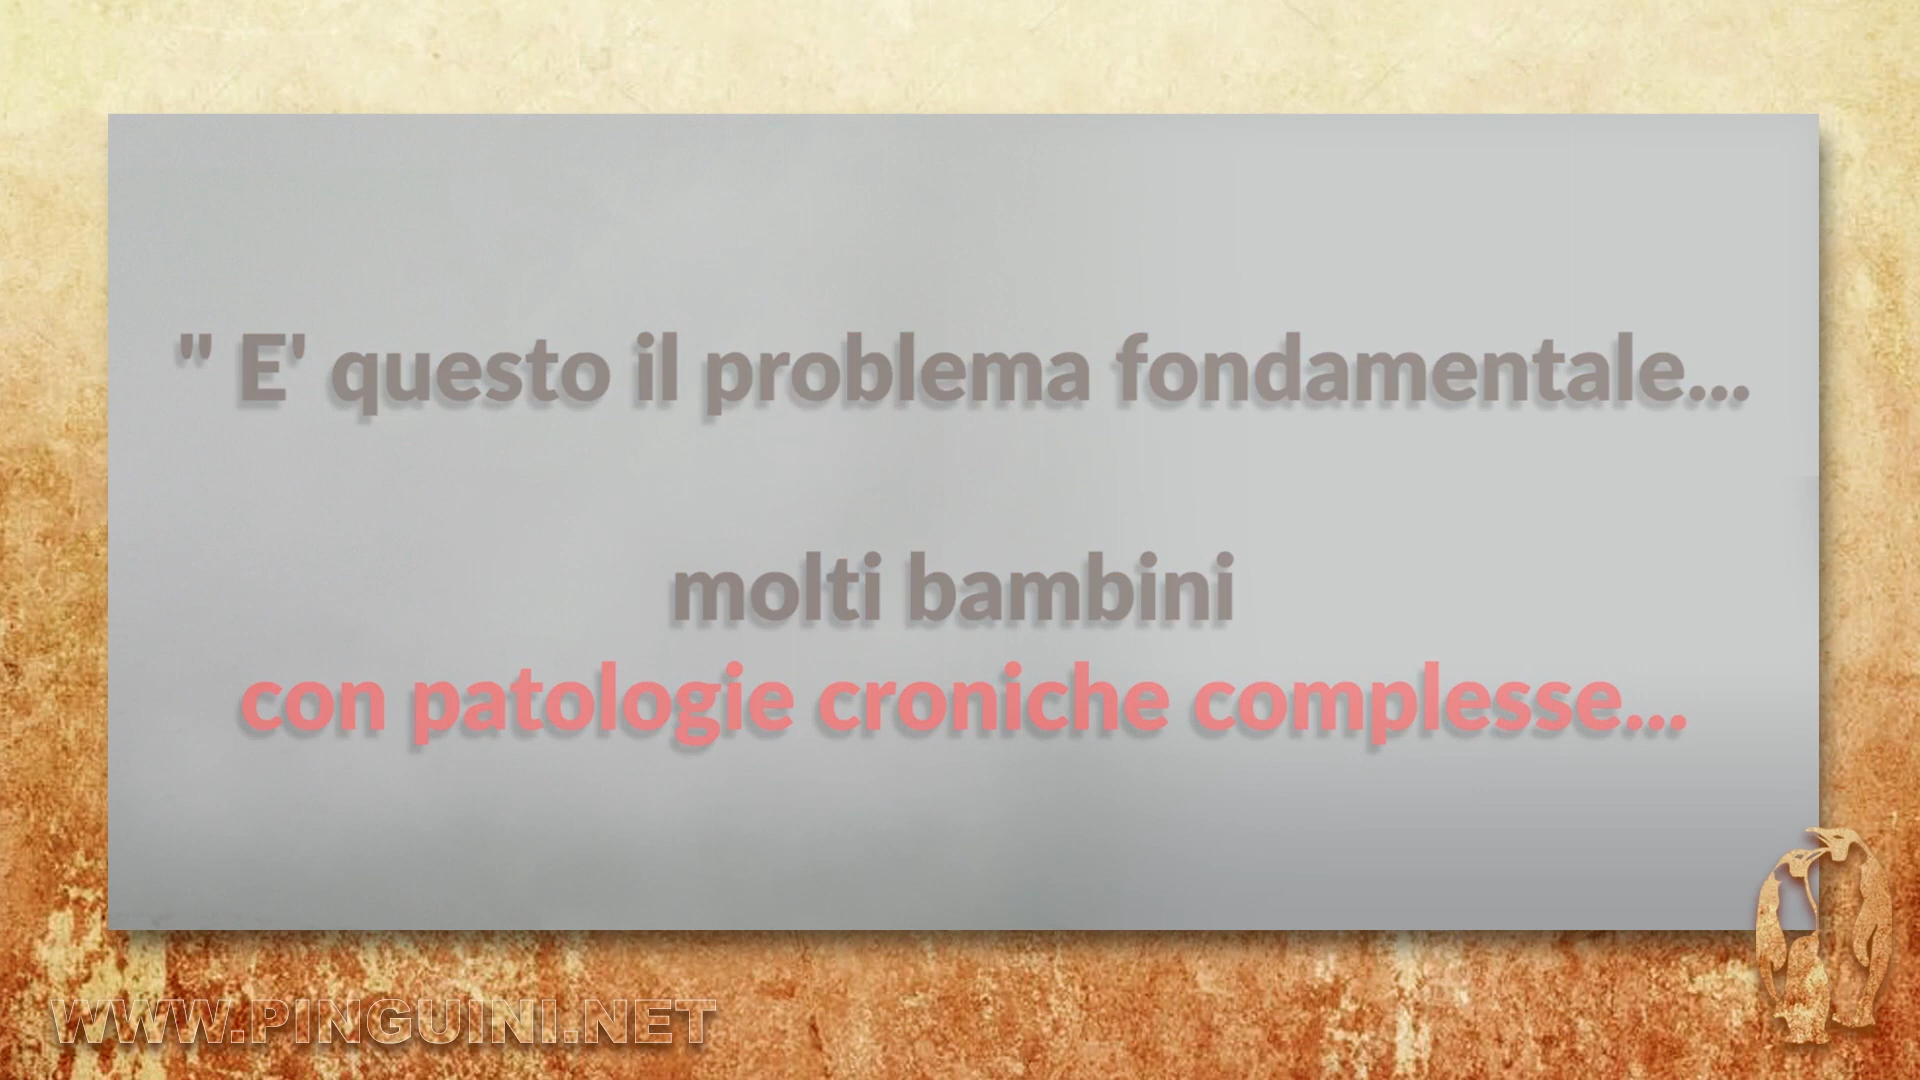 " E' questo il problema fondamentale...
molti bambini
con patologie croniche complesse...
WWW.PINGUINI.NET